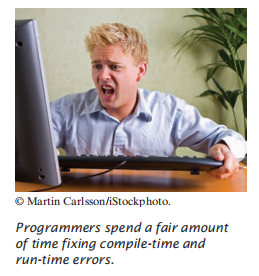 © Martin Carlsson/iStockphoto.
Programmers spend a fair amount
of time fixing compile-time and
run-time errors.